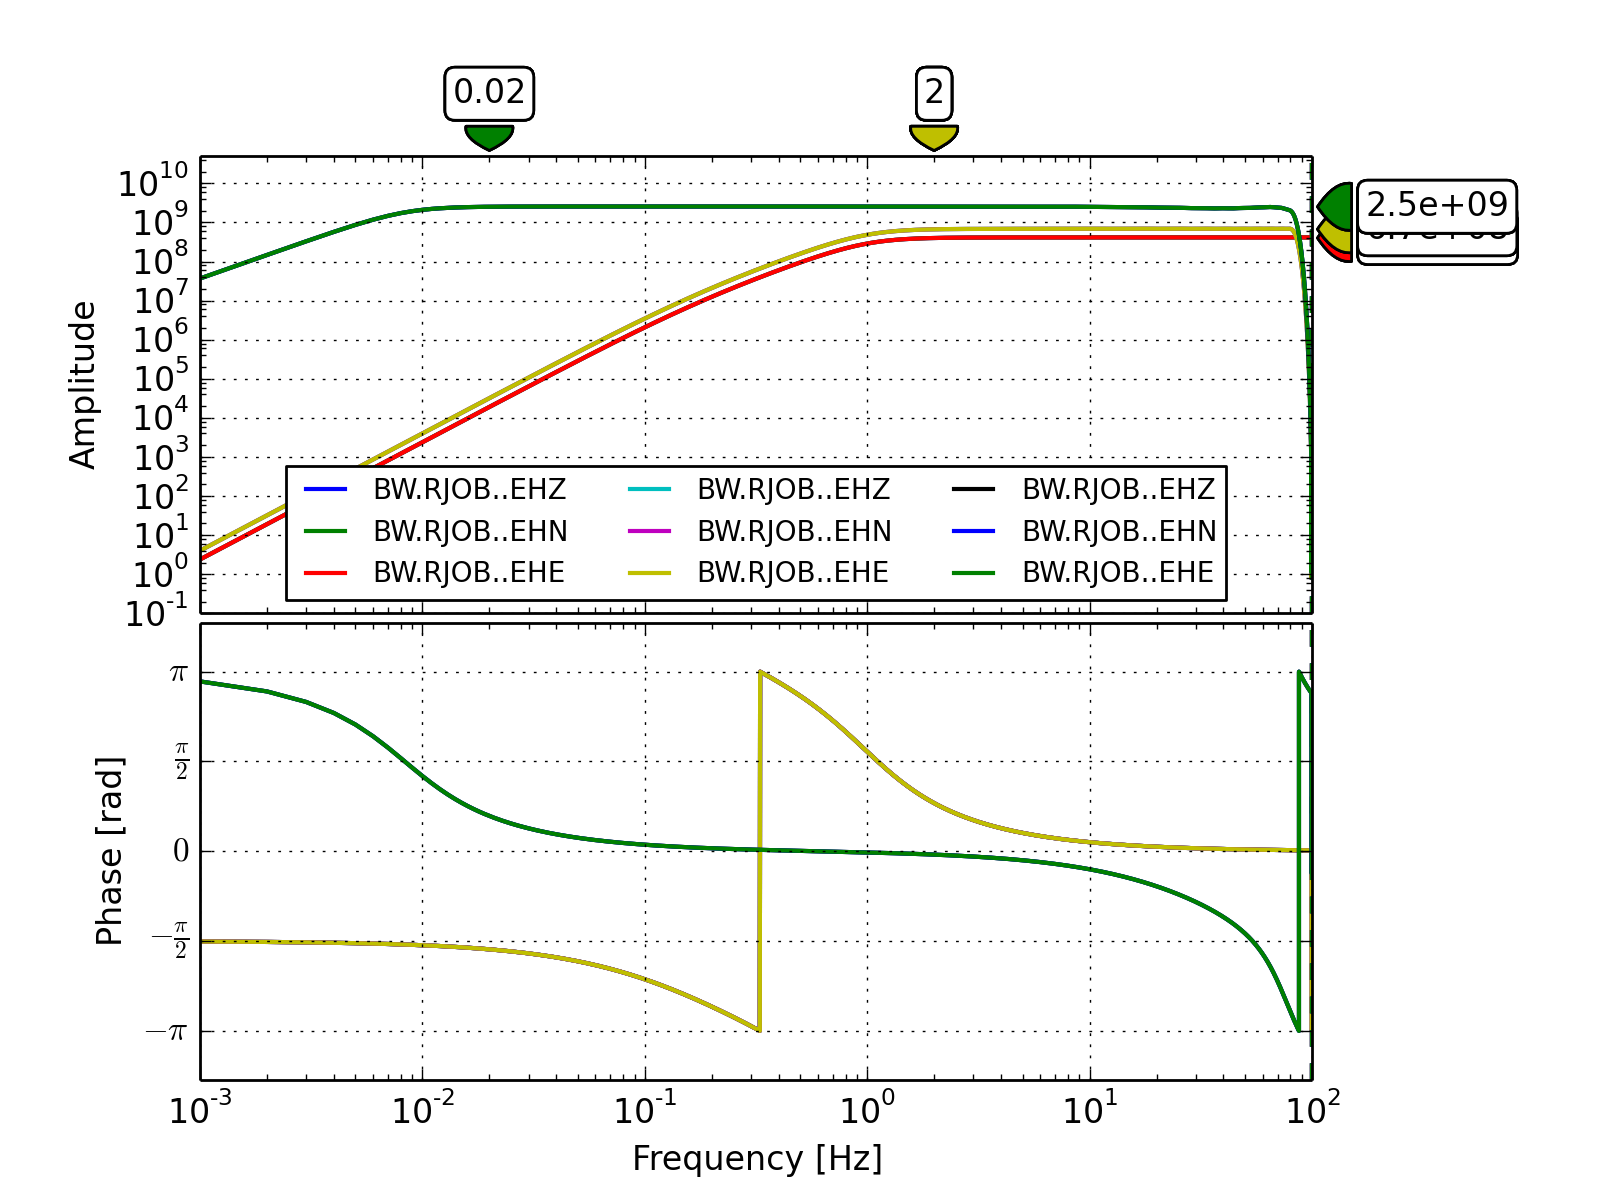 0.02
2
10^10
10^9
10^8
10^7
10^6
10^5
10^4
10^3
10^2
10^1
10^0
10^-1
Amplitude
2.5e+09
BW.RJOB..EHZ BW.RJOB..EHZ BW.RJOB..EHZ
BW.RJOB..EHN BW.RJOB..EHN BW.RJOB..EHN
BW.RJOB..EHE BW.RJOB..EHE BW.RJOB..EHE
π
π/2
0
−π/2
−π
Phase [rad]
10^-3 10^-2 10^-1 10^0 10^1 10^2
Frequency [Hz]